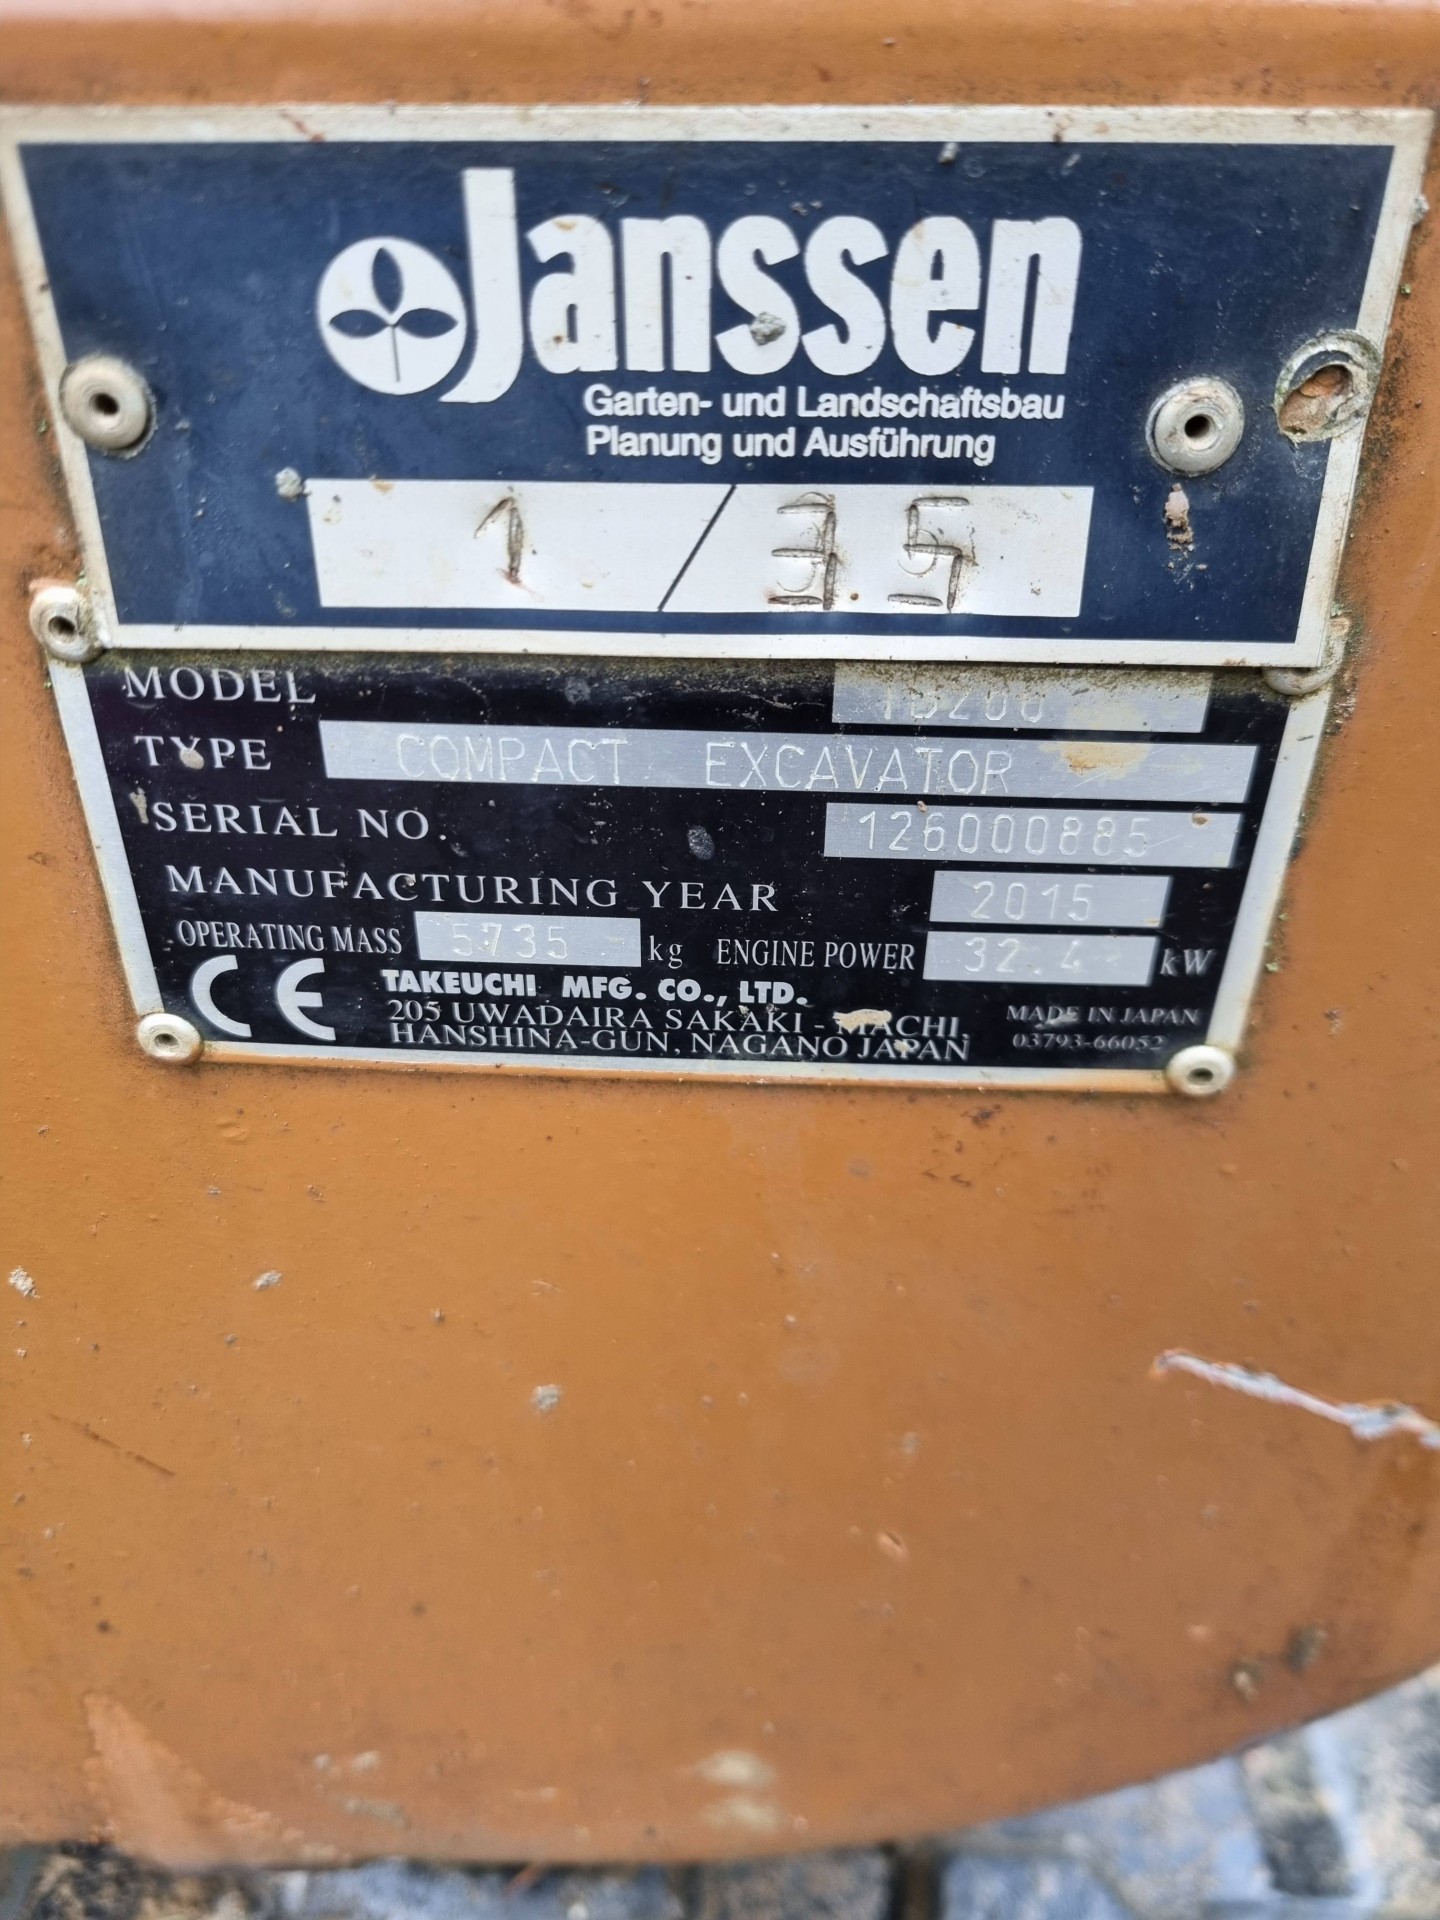 Janssen
Garten- und Landschaftsbau
Planung und Ausführung
1 / 35
MODEL TB260
TYPE COMPACT EXCAVATOR
SERIAL NO. 126000885
MANUFACTURING YEAR 2015
OPERATING MASS 5735 kg ENGINE POWER 32.4 kW
CE TAKEUCHI MFG. CO., LTD.
205 UWADAIRA SAKAKI-MACHI, MADE IN JAPAN
HANSHINA-GUN, NAGANO JAPAN 03793-66052